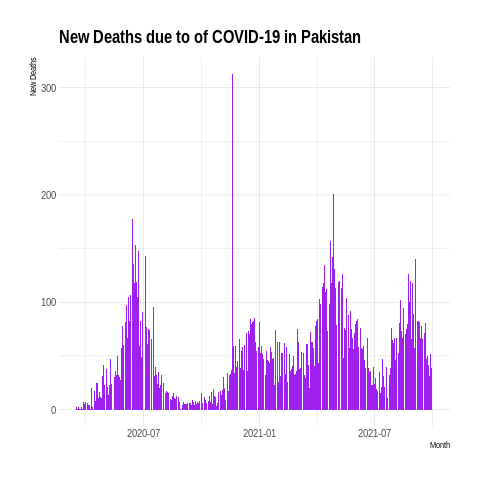 New Deaths due to of COVID-19 in Pakistan
New Deaths
300
200
100
0
2020-07
2021-01
2021-07
Month